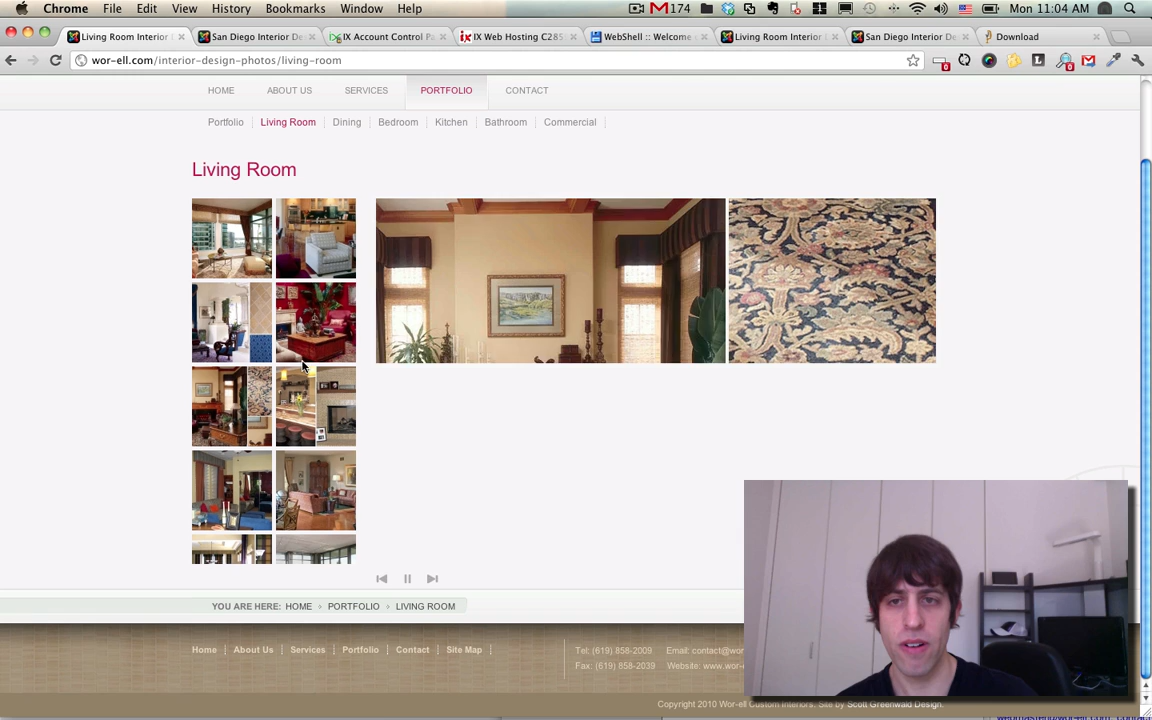 Chrome File Edit View History Bookmarks Window Help 174 Mon 11:04 AM
Living Room Interior San Diego Interior De IX Account Control Pa IX Web Hosting C285 WebShell :: Welcome Living Room Interior San Diego Interior De Download
wor-ell.com/interior-design-photos/living-room
HOME ABOUT US SERVICES PORTFOLIO CONTACT
Portfolio Living Room Dining Bedroom Kitchen Bathroom Commercial
Living Room
YOU ARE HERE: HOME › PORTFOLIO › LIVING ROOM
Home About Us Services Portfolio Contact Site Map
Tel: (619) 858-2009 Email: contact@wor
Fax: (619) 858-2039 Website: www.wor-
Copyright 2010 Wor-ell Custom Interiors. Site by Scott Greenwald Design.